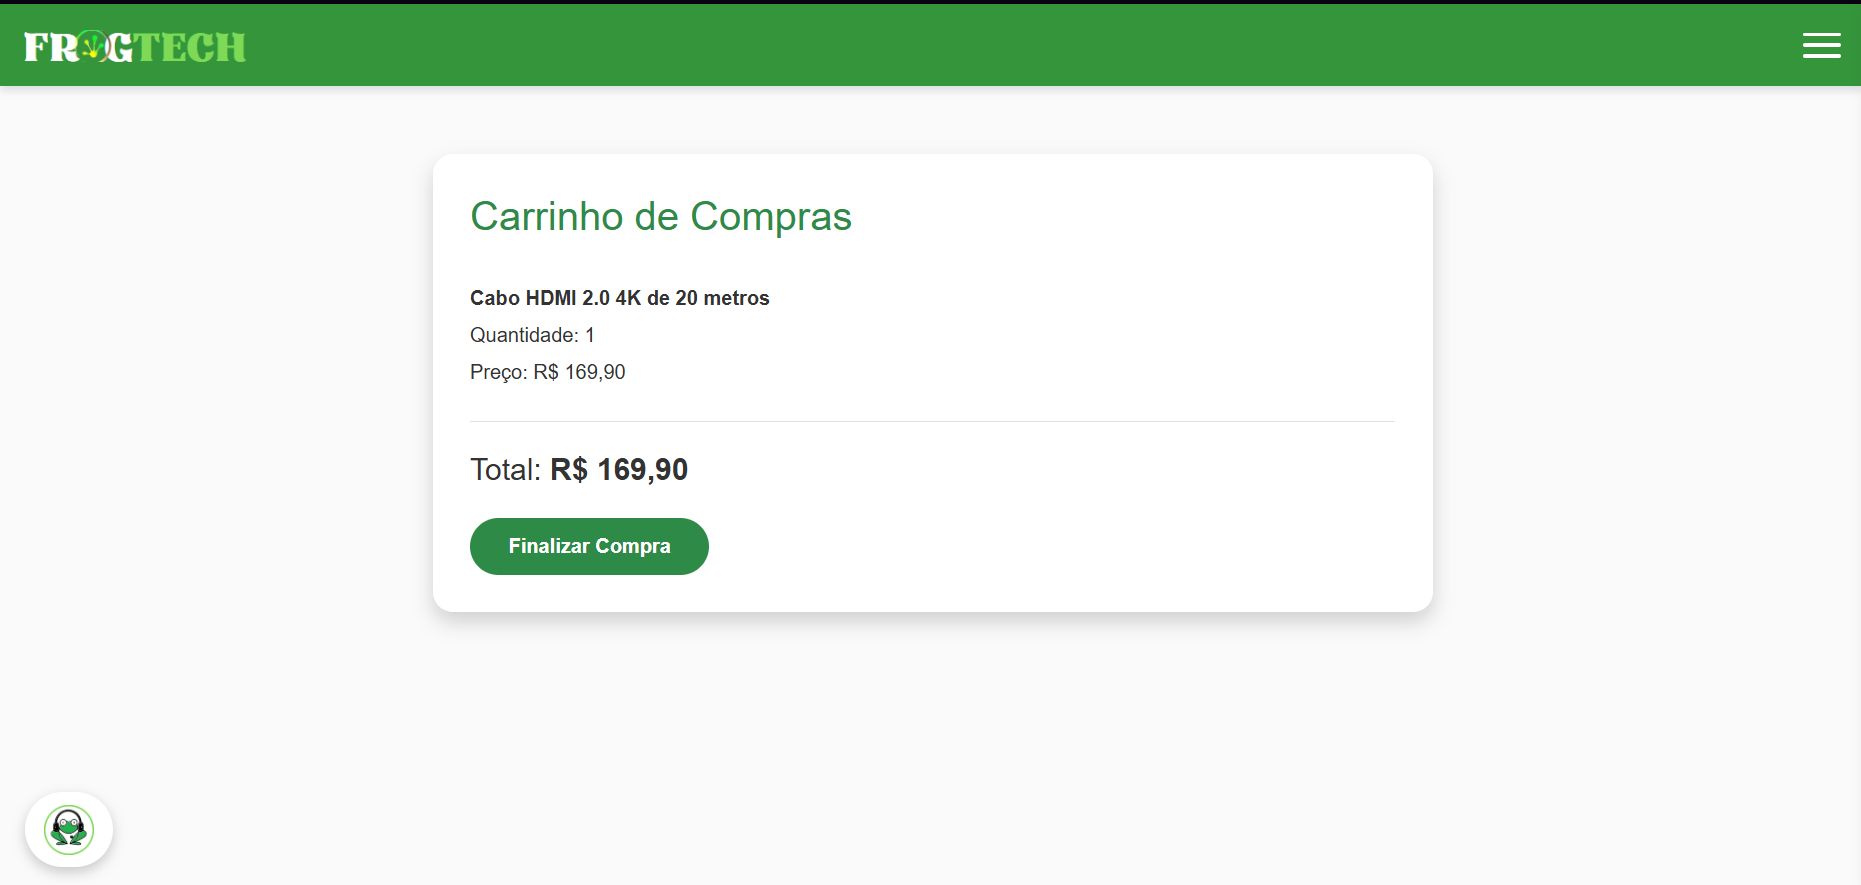 FROGTECH
Carrinho de Compras
Cabo HDMI 2.0 4K de 20 metros
Quantidade: 1
Preço: R$ 169,90
Total: R$ 169,90
Finalizar Compra